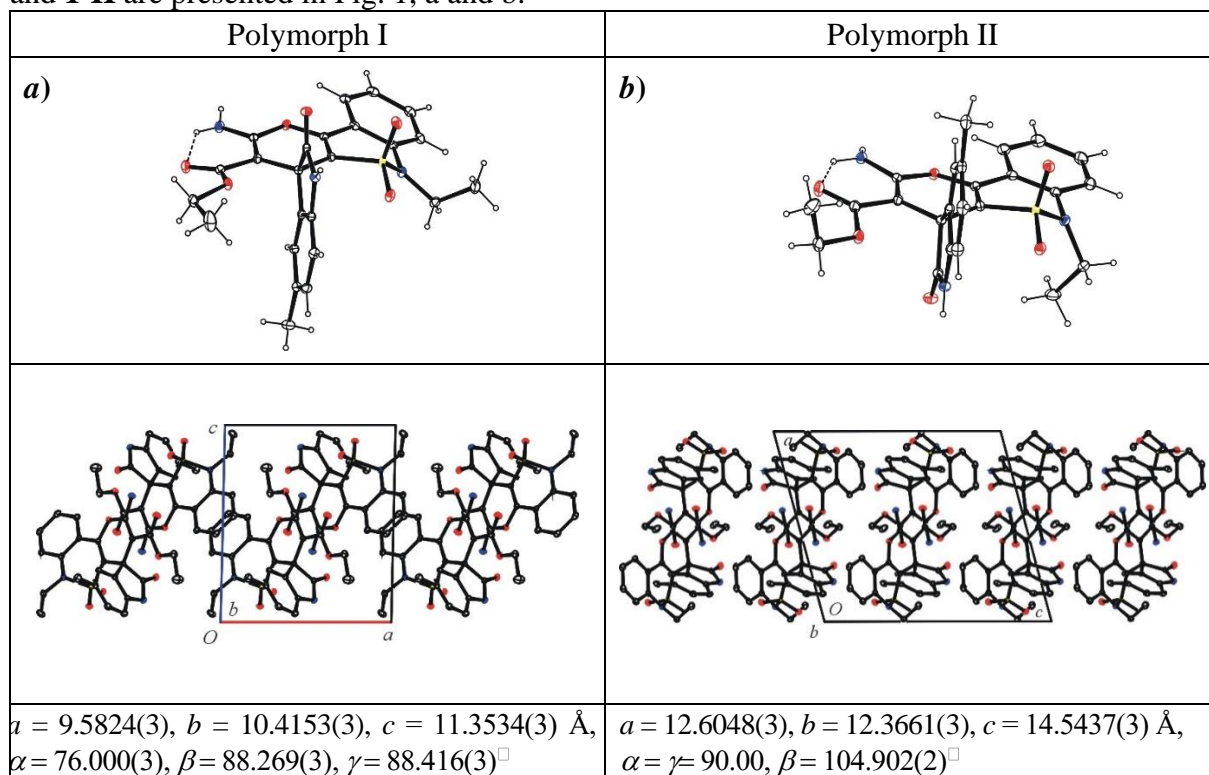 and are presented in Fig. 1, a and b.
Polymorph I
Polymorph II
a)
b)
c
b
O
a
a
O
b
c
a = 9.5824(3), b = 10.4153(3), c = 11.3534(3) Å,
α = 76.000(3), β = 88.269(3), γ = 88.416(3)
a = 12.6048(3), b = 12.3661(3), c = 14.5437(3) Å,
α = γ= 90.00, β = 104.902(2)